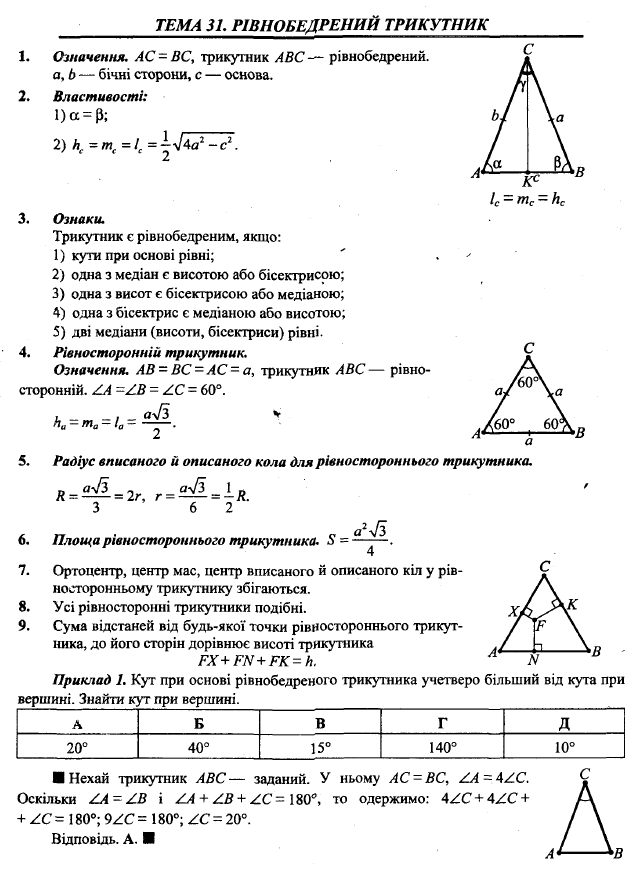 ТЕМА 31. РІВНОБЕДРЕНИЙ ТРИКУТНИК
1. Означення. AC = BC, трикутник ABC — рівнобедрений.
a, b — бічні сторони, c — основа.
2. Властивості:
1) α = β;
2) h_c = m_c = l_c = 1/2 √(4a² – c²).
C
γ
b
a
α
β
A
K
c
B
l_c = m_c = h_c
3. Ознаки.
Трикутник є рівнобедреним, якщо:
1) кути при основі рівні;
2) одна з медіан є висотою або бісектрисою;
3) одна з висот є бісектрисою або медіаною;
4) одна з бісектрис є медіаною або висотою;
5) дві медіани (висоти, бісектриси) рівні.
4. Рівносторонній трикутник.
Означення. AB = BC = AC = a, трикутник ABC — рівно-
сторонній. ∠A =∠B = ∠C = 60°.
h_a = m_a = l_a = a√3/2.
C
60°
a
a
60°
60°
A
a
B
5. Радіус вписаного й описаного кола для рівностороннього трикутника.
R = a√3/3 = 2r, r = a√3/6 = 1/2 R.
6. Площа рівностороннього трикутника. S = a²√3/4.
7. Ортоцентр, центр мас, центр вписаного й описаного кіл у рів-
носторонньому трикутнику збігаються.
8. Усі рівносторонні трикутники подібні.
9. Сума відстаней від будь-якої точки рівностороннього трикут-
ника, до його сторін дорівнює висоті трикутника
FX + FN + FK = h.
C
X
K
F
A
N
B
Приклад 1. Кут при основі рівнобедреного трикутника учетверо більший від кута при
вершині. Знайти кут при вершині.
А Б В Г Д
20° 40° 15° 140° 10°
■ Нехай трикутник ABC — заданий. У ньому AC = BC, ∠A = 4∠C.
Оскільки ∠A = ∠B і ∠A + ∠B + ∠C = 180°, то одержимо: 4∠C + 4∠C +
+ ∠C = 180°; 9∠C = 180°; ∠C = 20°.
Відповідь. А. ■
C
A
B